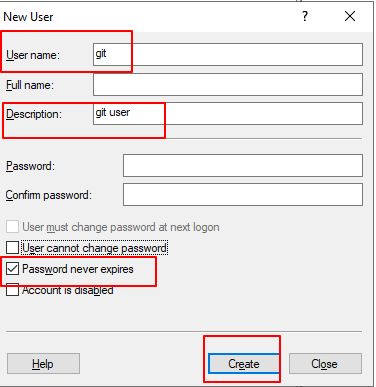 New User
User name: git
Full name:
Description: git user
Password:
Confirm password:
User must change password at next logon
User cannot change password
Password never expires
Account is disabled
Help Create Close